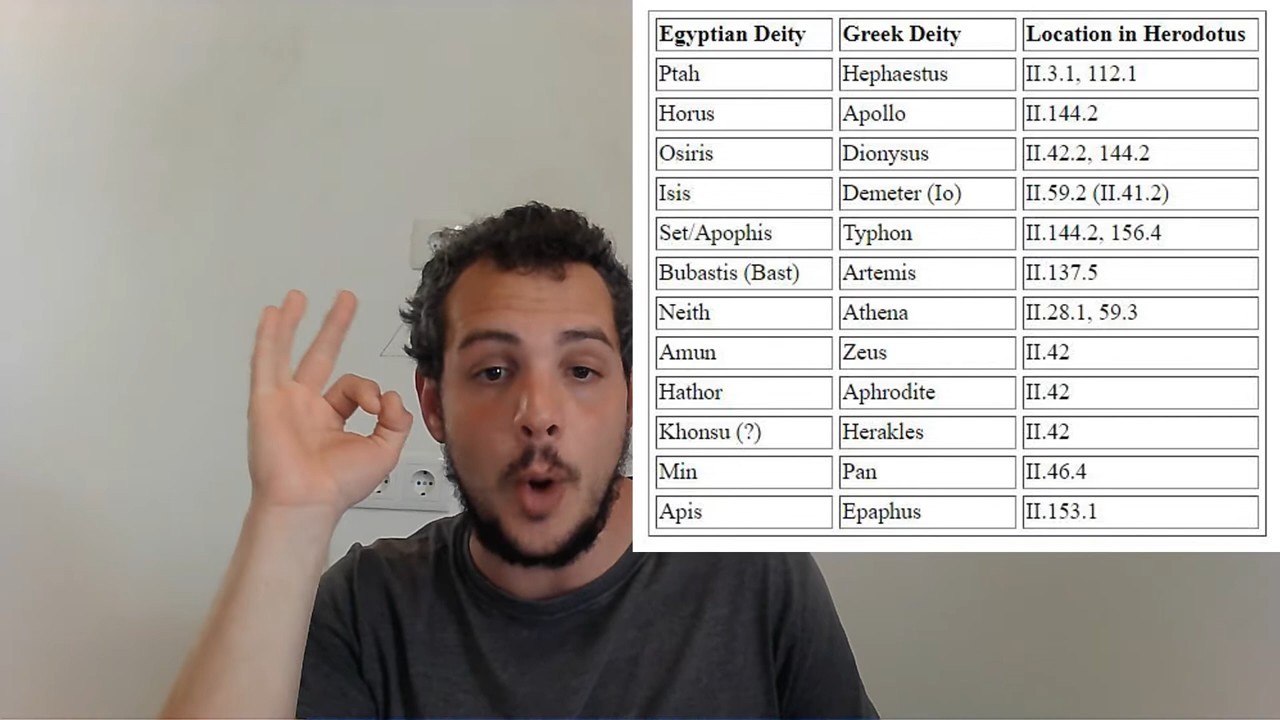 Egyptian Deity Greek Deity Location in Herodotus
Ptah Hephaestus II.3.1, 112.1
Horus Apollo II.144.2
Osiris Dionysus II.42.2, 144.2
Isis Demeter (Io) II.59.2 (II.41.2)
Set/Apophis Typhon II.144.2, 156.4
Bubastis (Bast) Artemis II.137.5
Neith Athena II.28.1, 59.3
Amun Zeus II.42
Hathor Aphrodite II.42
Khonsu (?) Herakles II.42
Min Pan II.46.4
Apis Epaphus II.153.1